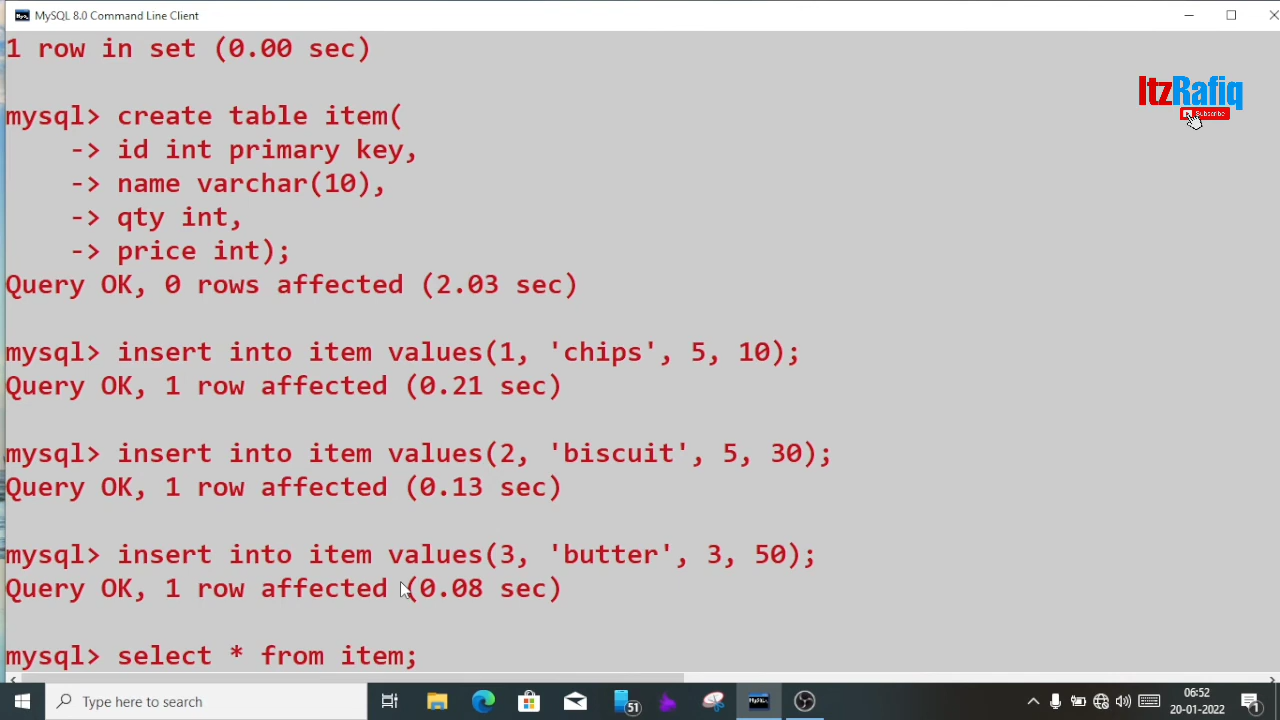 MySQL 8.0 Command Line Client
1 row in set (0.00 sec)
ItzRafiq
Subscribe
mysql> create table item(
    -> id int primary key,
    -> name varchar(10),
    -> qty int,
    -> price int);
Query OK, 0 rows affected (2.03 sec)
mysql> insert into item values(1, 'chips', 5, 10);
Query OK, 1 row affected (0.21 sec)
mysql> insert into item values(2, 'biscuit', 5, 30);
Query OK, 1 row affected (0.13 sec)
mysql> insert into item values(3, 'butter', 3, 50);
Query OK, 1 row affected (0.08 sec)
mysql> select * from item;
Type here to search
51
06:52
20-01-2022
1